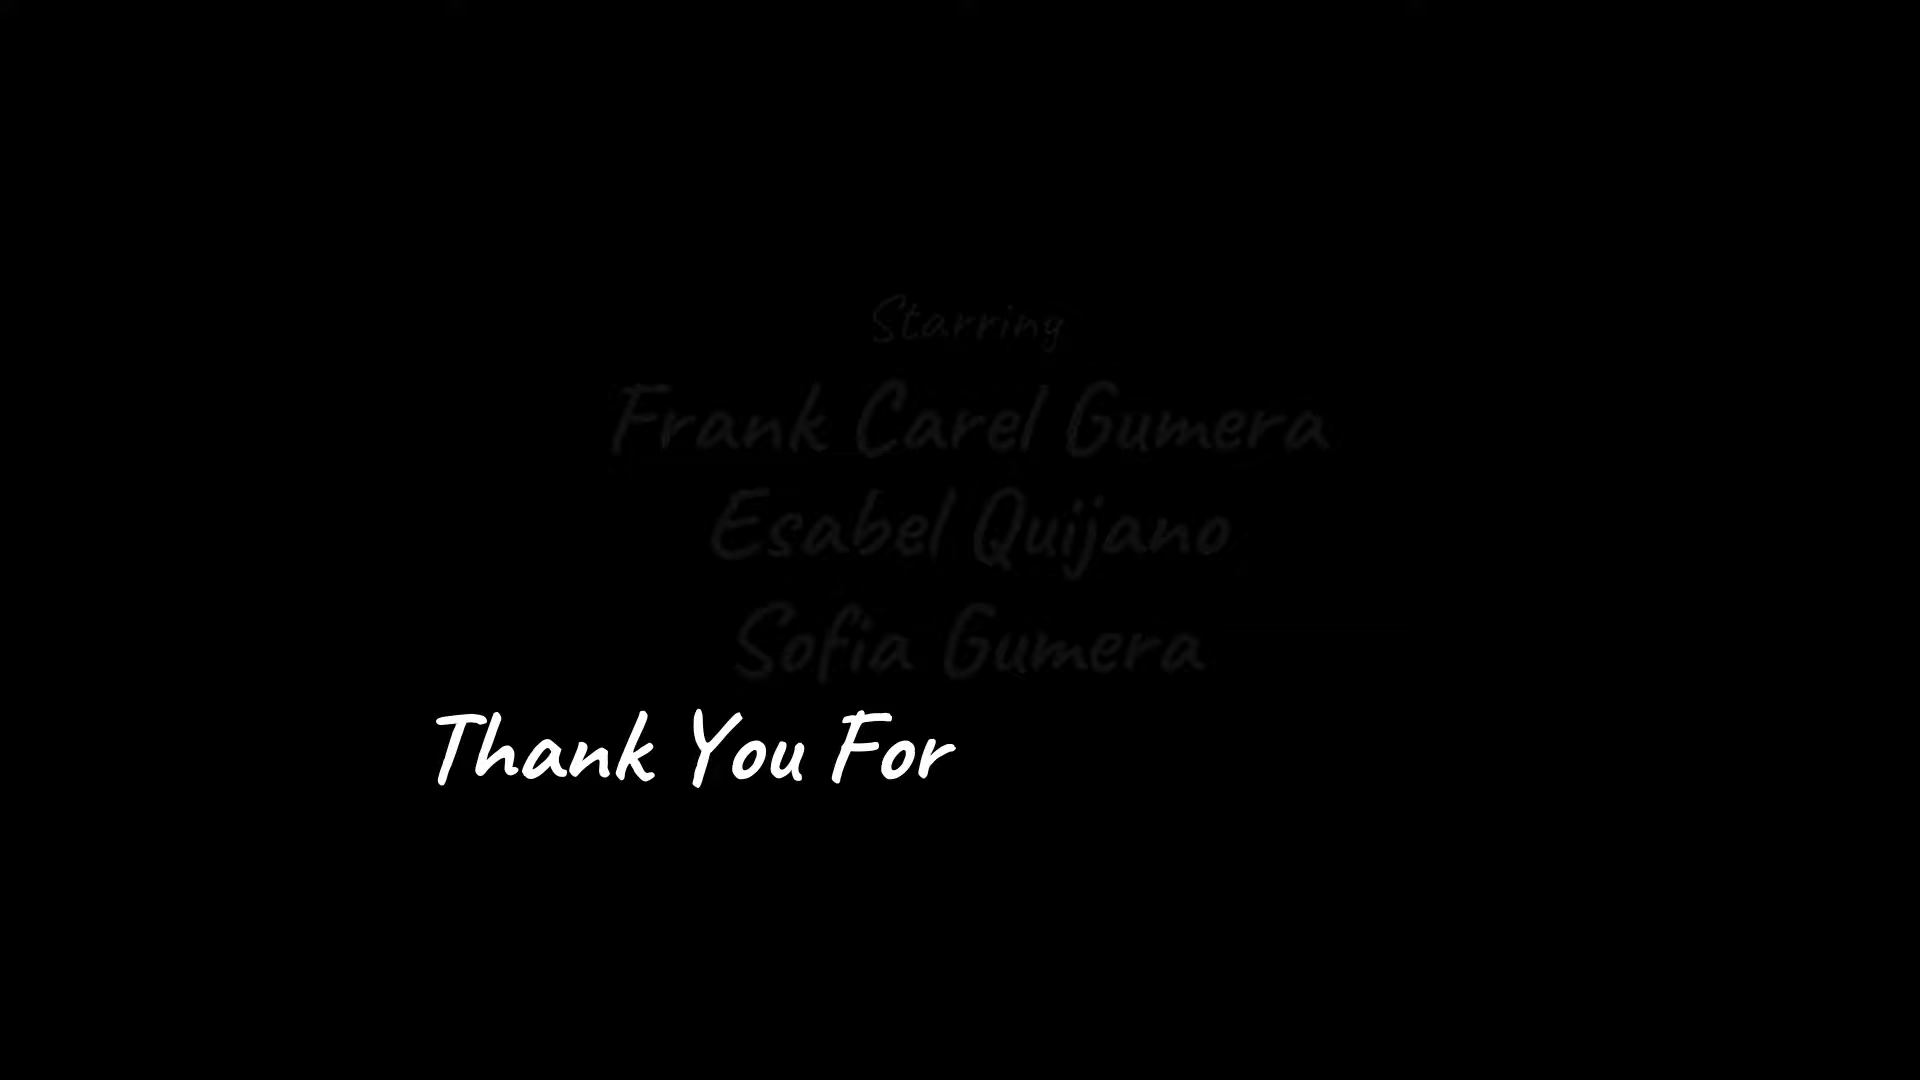 Starring
Frank Carel Gumera
Esabel Quijano
Sofia Gumera
Thank You For